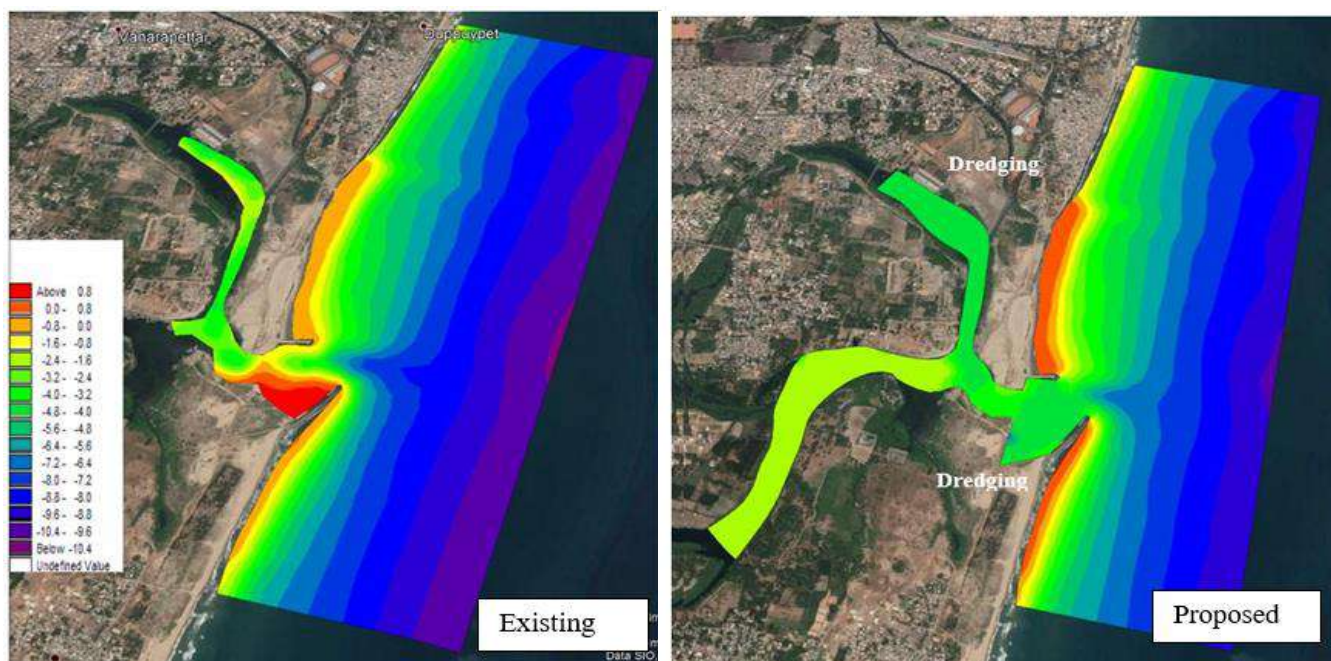 Vanarapettai
Duppuypet
Above 0.8
0.0 - 0.8
-0.8 - 0.0
-1.6 - -0.8
-2.4 - -1.6
-3.2 - -2.4
-4.0 - -3.2
-4.8 - -4.0
-5.6 - -4.8
-6.4 - -5.6
-7.2 - -6.4
-8.0 - -7.2
-8.8 - -8.0
-9.6 - -8.8
-10.4 - -9.6
Below -10.4
Undefined Value
Existing
Data SIO,
Dredging
Dredging
Proposed